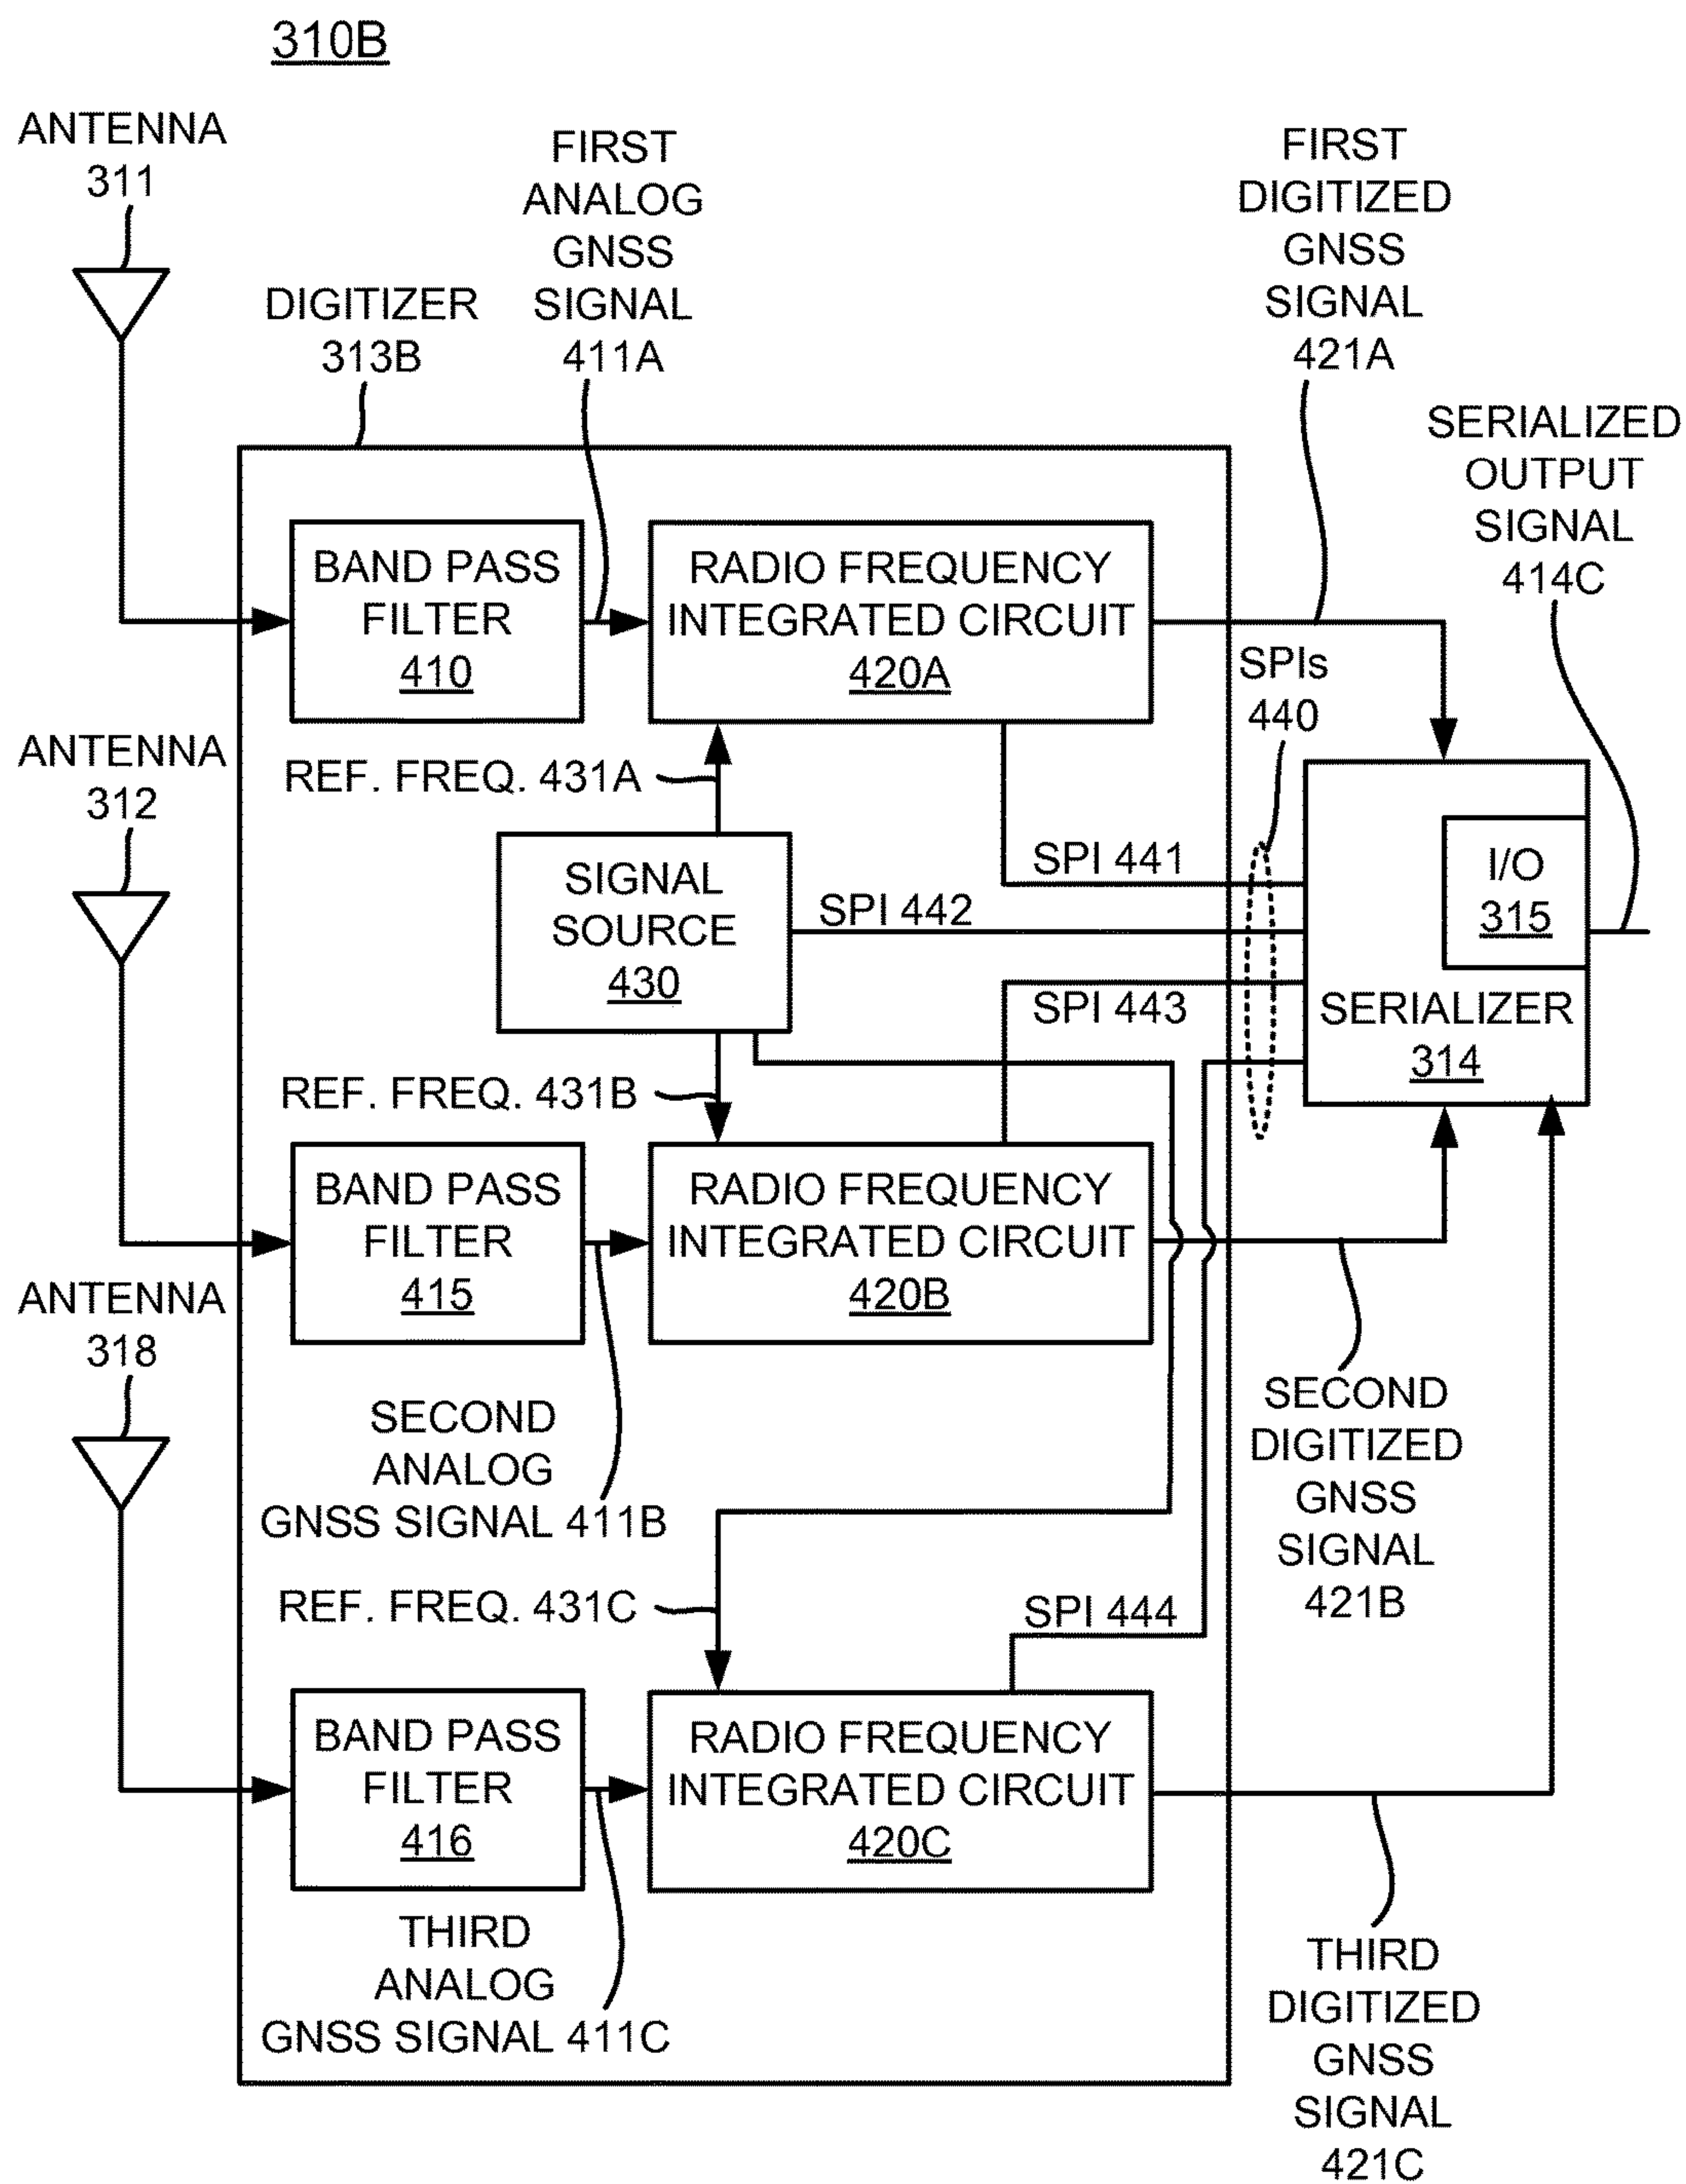 310B
ANTENNA
311
FIRST
ANALOG
GNSS
SIGNAL
411A
FIRST
DIGITIZED
GNSS
SIGNAL
421A
DIGITIZER
313B
SERIALIZED
OUTPUT
SIGNAL
414C
BAND PASS
FILTER
410
RADIO FREQUENCY
INTEGRATED CIRCUIT
420A
SPIs
440
ANTENNA
312
REF. FREQ. 431A
SIGNAL
SOURCE
430
SPI 441
SPI 442
SPI 443
I/O
315
SERIALIZER
314
REF. FREQ. 431B
BAND PASS
FILTER
415
RADIO FREQUENCY
INTEGRATED CIRCUIT
420B
ANTENNA
318
SECOND
ANALOG
GNSS SIGNAL 411B
SECOND
DIGITIZED
GNSS
SIGNAL
421B
REF. FREQ. 431C
SPI 444
BAND PASS
FILTER
416
RADIO FREQUENCY
INTEGRATED CIRCUIT
420C
THIRD
ANALOG
GNSS SIGNAL 411C
THIRD
DIGITIZED
GNSS
SIGNAL
421C